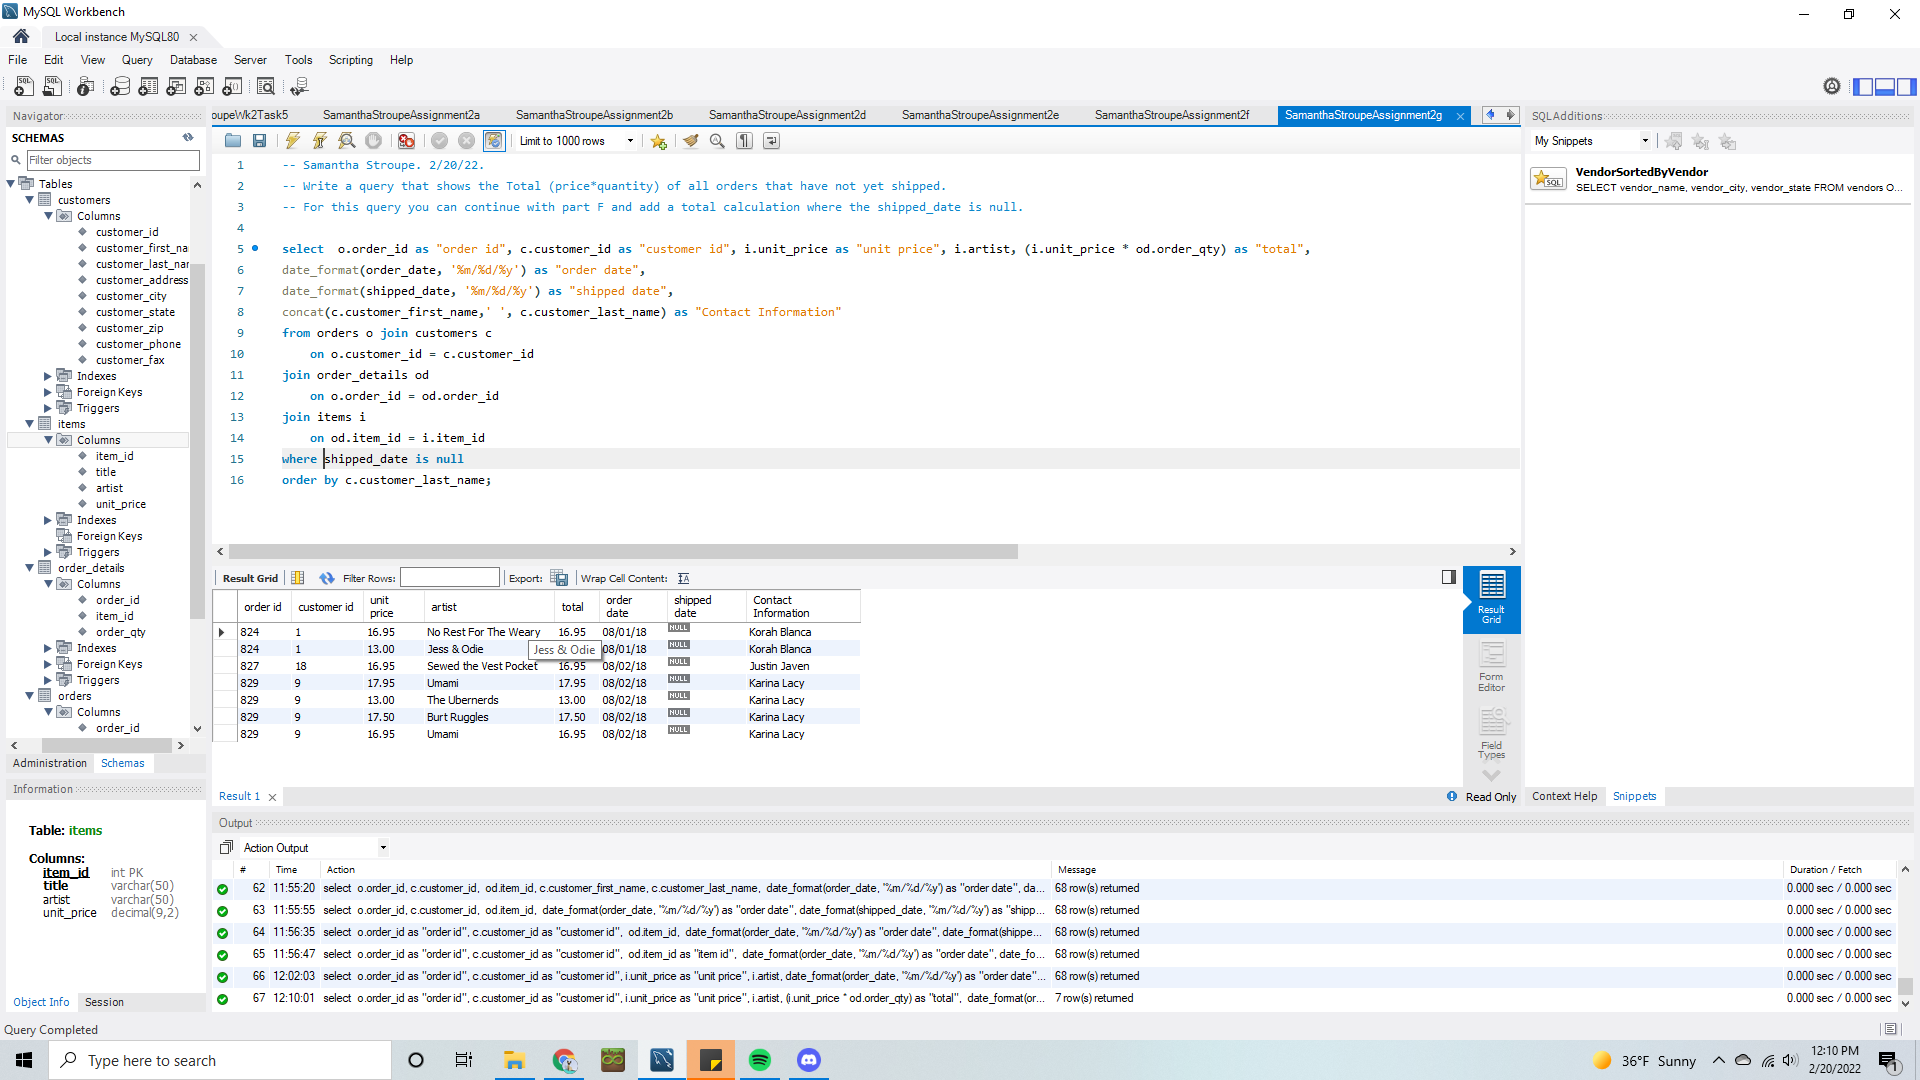 MySQL Workbench
Local instance MySQL80
File Edit View Query Database Server Tools Scripting Help
Navigator
SCHEMAS
Filter objects
Tables
customers
Columns
customer_id
customer_first_na
customer_last_nar
customer_address
customer_city
customer_state
customer_zip
customer_phone
customer_fax
Indexes
Foreign Keys
Triggers
items
Columns
item_id
title
artist
unit_price
Indexes
Foreign Keys
Triggers
order_details
Columns
order_id
item_id
order_qty
Indexes
Foreign Keys
Triggers
orders
Columns
order_id
Administration Schemas
Information
Table: items
Columns:
item_id int PK
title varchar(50)
artist varchar(50)
unit_price decimal(9,2)
Object Info Session
Query Completed
oupeWk2Task5 SamanthaStroupeAssignment2a SamanthaStroupeAssignment2b SamanthaStroupeAssignment2d SamanthaStroupeAssignment2e SamanthaStroupeAssignment2f SamanthaStroupeAssignment2g
Limit to 1000 rows
1 -- Samantha Stroupe. 2/20/22.
2 -- Write a query that shows the Total (price*quantity) of all orders that have not yet shipped.
3 -- For this query you can continue with part F and add a total calculation where the shipped_date is null.
4
5 select o.order_id as "order id", c.customer_id as "customer id", i.unit_price as "unit price", i.artist, (i.unit_price * od.order_qty) as "total",
6 date_format(order_date, '%m/%d/%y') as "order date",
7 date_format(shipped_date, '%m/%d/%y') as "shipped date",
8 concat(c.customer_first_name,' ', c.customer_last_name) as "Contact Information"
9 from orders o join customers c
10 on o.customer_id = c.customer_id
11 join order_details od
12 on o.order_id = od.order_id
13 join items i
14 on od.item_id = i.item_id
15 where shipped_date is null
16 order by c.customer_last_name;
Result Grid Filter Rows: Export: Wrap Cell Content:
order id customer id unit price artist total order date shipped date Contact Information
824 1 16.95 No Rest For The Weary 16.95 08/01/18 NULL Korah Blanca
824 1 13.00 Jess & Odie Jess & Odie 08/01/18 NULL Korah Blanca
827 18 16.95 Sewed the Vest Pocket 16.95 08/02/18 NULL Justin Javen
829 9 17.95 Umami 17.95 08/02/18 NULL Karina Lacy
829 9 13.00 The Ubernerds 13.00 08/02/18 NULL Karina Lacy
829 9 17.50 Burt Ruggles 17.50 08/02/18 NULL Karina Lacy
829 9 16.95 Umami 16.95 08/02/18 NULL Karina Lacy
Result Grid
Form Editor
Field Types
Result 1
Read Only
Output
Action Output
# Time Action Message Duration / Fetch
62 11:55:20 select o.order_id, c.customer_id, od.item_id, c.customer_first_name, c.customer_last_name, date_format(order_date, '%m/%d/%y') as "order date", da... 68 row(s) returned 0.000 sec / 0.000 sec
63 11:55:55 select o.order_id, c.customer_id, od.item_id, date_format(order_date, '%m/%d/%y') as "order date", date_format(shipped_date, '%m/%d/%y') as "shipp... 68 row(s) returned 0.000 sec / 0.000 sec
64 11:56:35 select o.order_id as "order id", c.customer_id as "customer id", od.item_id, date_format(order_date, '%m/%d/%y') as "order date", date_format(shippe... 68 row(s) returned 0.000 sec / 0.000 sec
65 11:56:47 select o.order_id as "order id", c.customer_id as "customer id", od.item_id as "item id", date_format(order_date, '%m/%d/%y') as "order date", date_fo... 68 row(s) returned 0.000 sec / 0.000 sec
66 12:02:03 select o.order_id as "order id", c.customer_id as "customer id", i.unit_price as "unit price", i.artist, date_format(order_date, '%m/%d/%y') as "order date"... 68 row(s) returned 0.000 sec / 0.000 sec
67 12:10:01 select o.order_id as "order id", c.customer_id as "customer id", i.unit_price as "unit price", i.artist, (i.unit_price * od.order_qty) as "total", date_format(or... 7 row(s) returned 0.000 sec / 0.000 sec
SQLAdditions
My Snippets
VendorSortedByVendor
SELECT vendor_name, vendor_city, vendor_state FROM vendors O...
SQL
Context Help Snippets
Type here to search
36°F Sunny
12:10 PM
2/20/2022
1